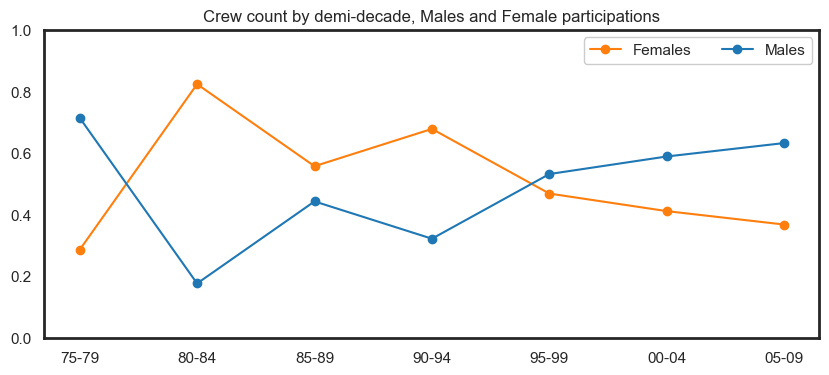 Crew count by demi-decade, Males and Female participations
Females
Males
1.0
0.8
0.6
0.4
0.2
0.0
75-79 80-84 85-89 90-94 95-99 00-04 05-09